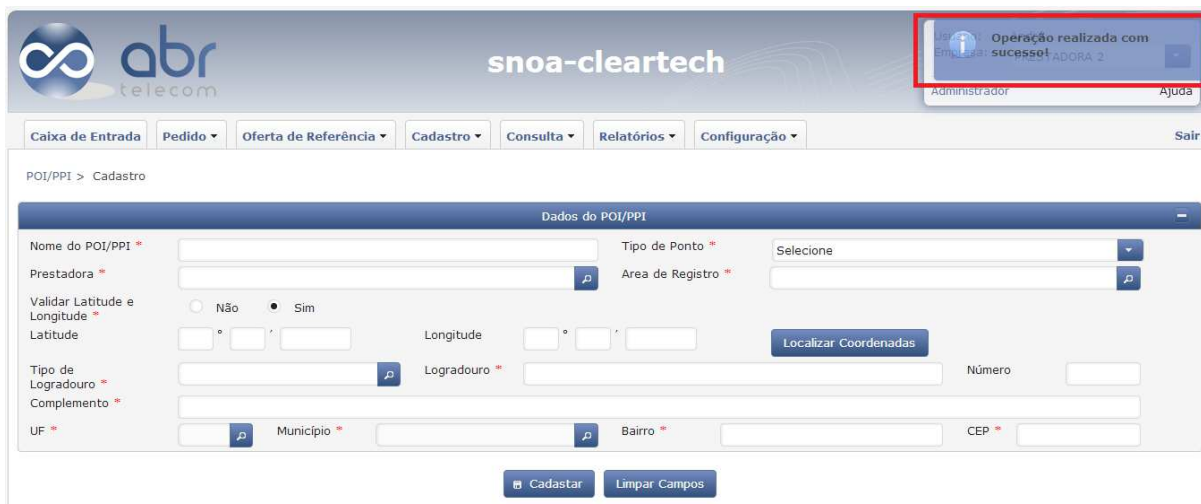 abr
telecom
snoa-cleartech
Operação realizada com
sucesso!
PRESTADORA 2
Administrador
Ajuda
Caixa de Entrada
Pedido
Oferta de Referência
Cadastro
Consulta
Relatórios
Configuração
Sair
POI/PPI > Cadastro
Dados do POI/PPI
Nome do POI/PPI *
Tipo de Ponto *
Selecione
Prestadora *
Area de Registro *
Validar Latitude e
Longitude *
Não
Sim
Latitude
° ′
Longitude
° ′
Localizar Coordenadas
Tipo de
Logradouro *
Logradouro *
Número
Complemento *
UF *
Município *
Bairro *
CEP *
Cadastar
Limpar Campos